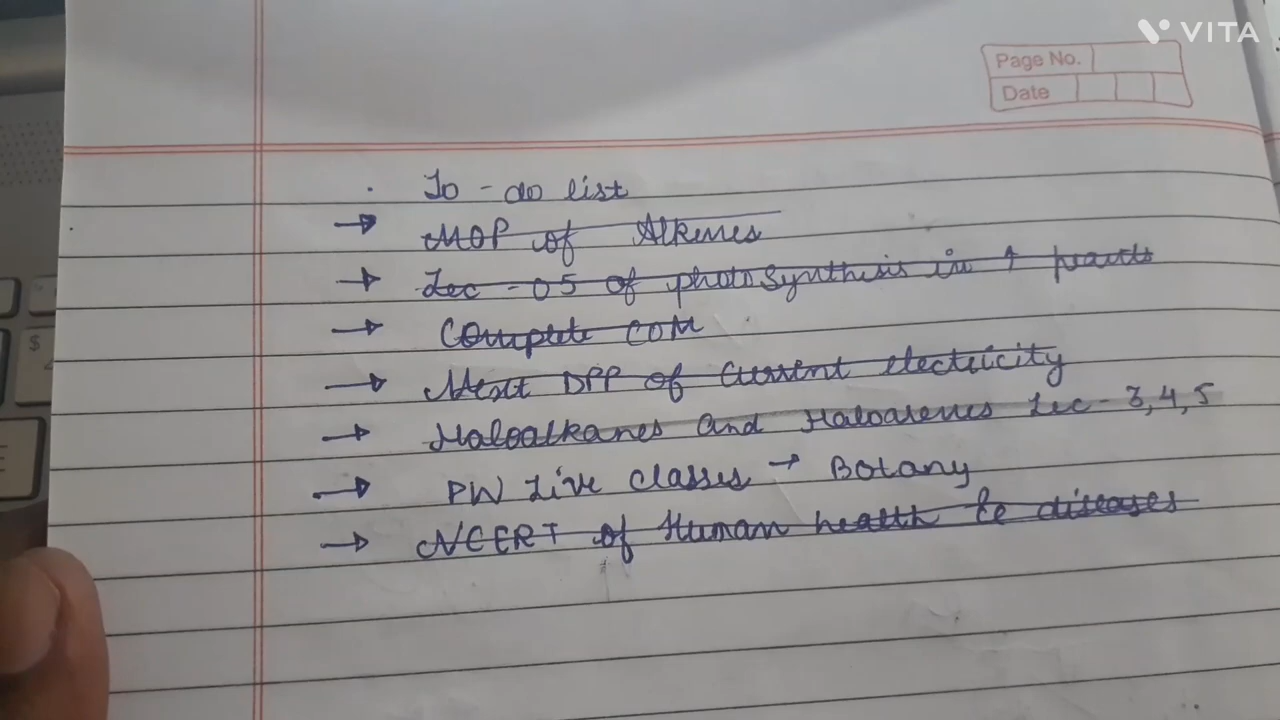 VITA
Page No.
Date
To - do list
→ MOP of Alkenes
→ Lec - 05 of photosynthesis in ↑ plants
→ Complete COM
→ Next DPP of Current electricity
→ Haloalkanes and Haloarenes Lec - 3, 4, 5
→ PW Live classes → Botany
→ NCERT of Human health & diseases